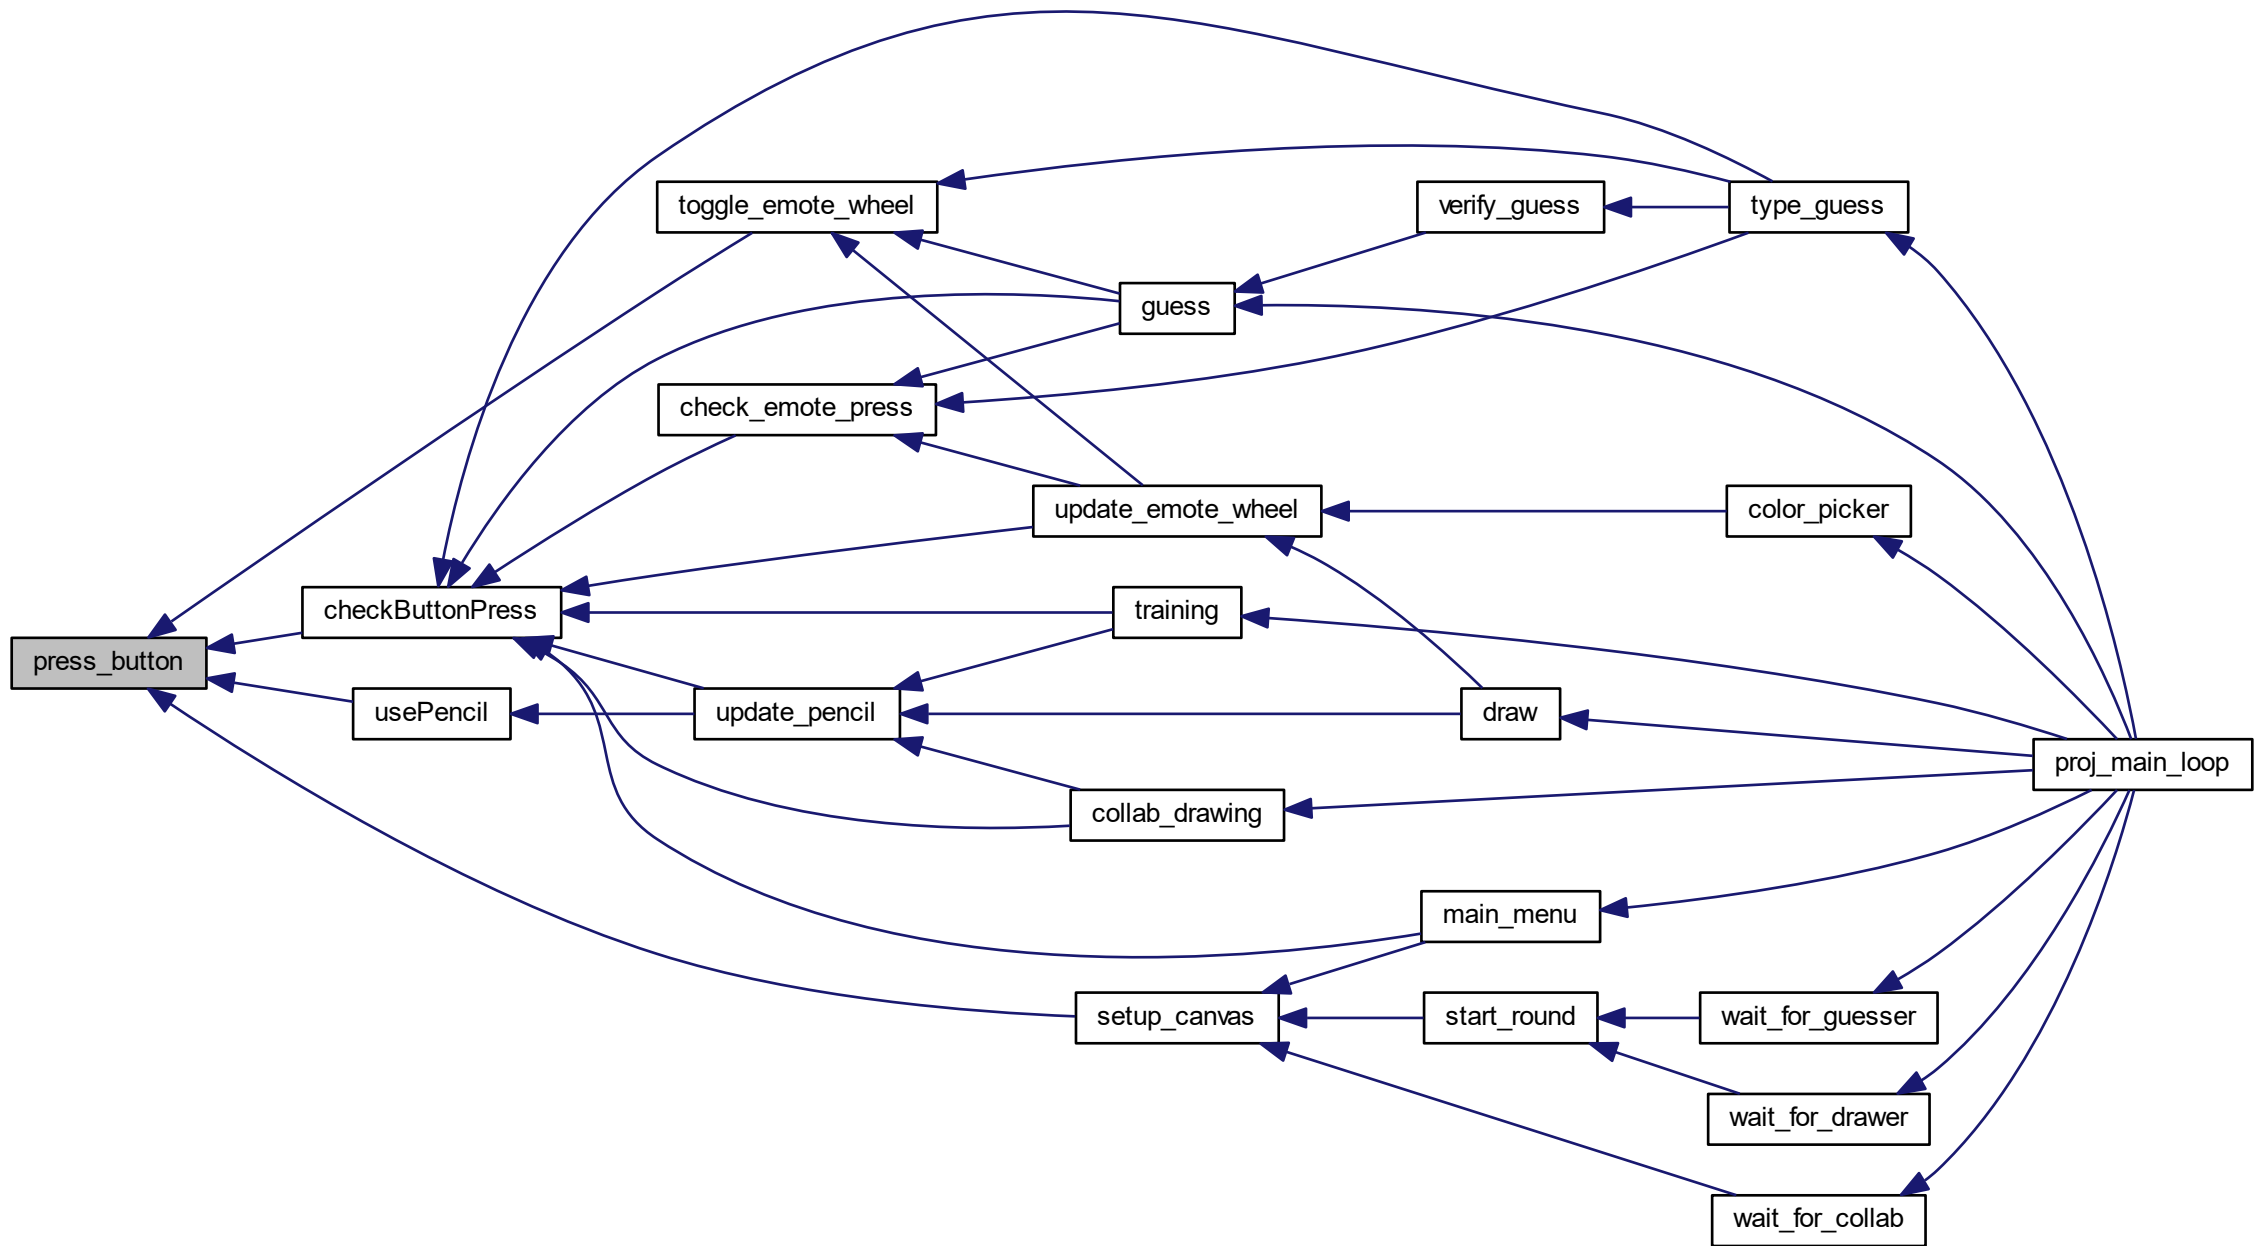 toggle_emote_wheel
verify_guess
type_guess
guess
check_emote_press
update_emote_wheel
color_picker
checkButtonPress
training
press_button
usePencil
update_pencil
draw
proj_main_loop
collab_drawing
main_menu
setup_canvas
start_round
wait_for_guesser
wait_for_drawer
wait_for_collab